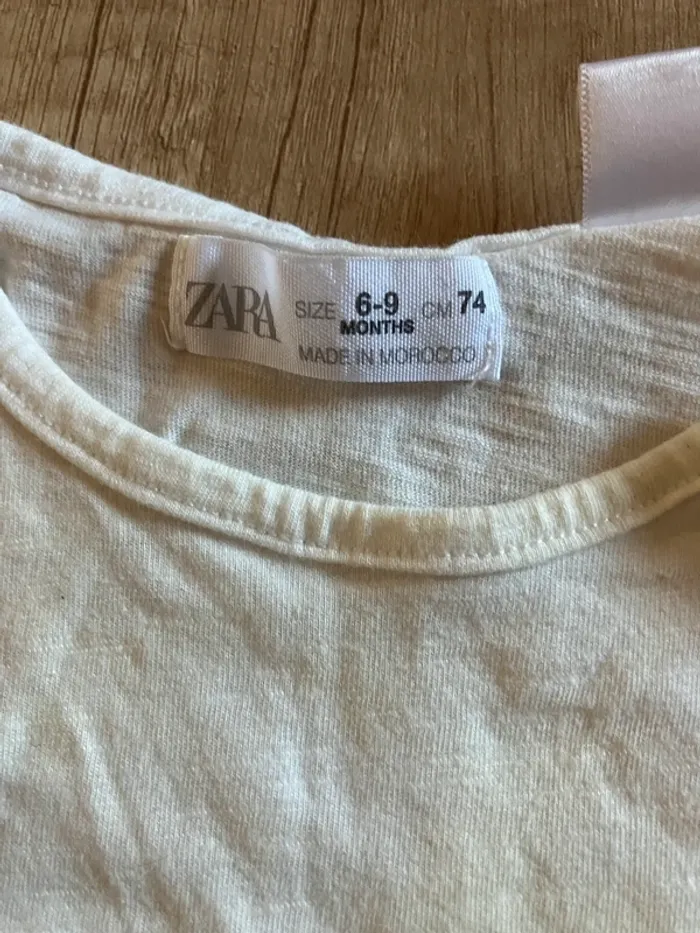 ZARA
SIZE 6-9 MONTHS CM 74
MADE IN MOROCCO